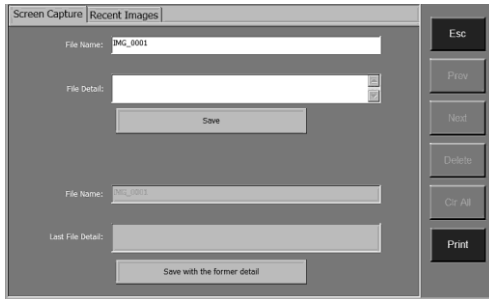 Screen Capture Recent Images
File Name: IMG_0001
File Detail:
Save
File Name: IMG_0001
Last File Detail:
Save with the former detail
Esc
Prev
Next
Delete
Clr All
Print